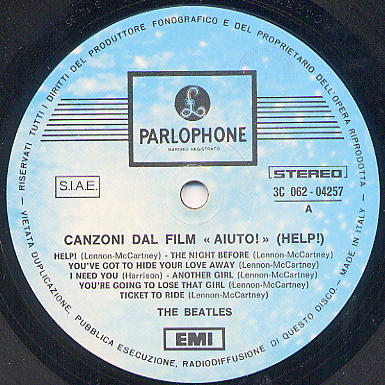 RISERVATI TUTTI I DIRITTI DEL PRODUTTORE FONOGRAFICO E DEL PROPRIETARIO DELL'OPERA RIPRODOTTA
PARLOPHONE
MARCHIO REGISTRATO
S.I.A.E.
STEREO
3C 062 - 04257
A
CANZONI DAL FILM « AIUTO! » (HELP!)
HELP! (Lennon-McCartney) - THE NIGHT BEFORE (Lennon-McCartney)
YOU'VE GOT TO HIDE YOUR LOVE AWAY (Lennon-McCartney)
I NEED YOU (Harrison) - ANOTHER GIRL (Lennon-McCartney)
YOU'RE GOING TO LOSE THAT GIRL (Lennon-McCartney)
TICKET TO RIDE (Lennon-McCartney)
THE BEATLES
EMI
VIETATA DUPLICAZIONE, PUBBLICA ESECUZIONE, RADIODIFFUSIONE DI QUESTO DISCO. - MADE IN ITALY -